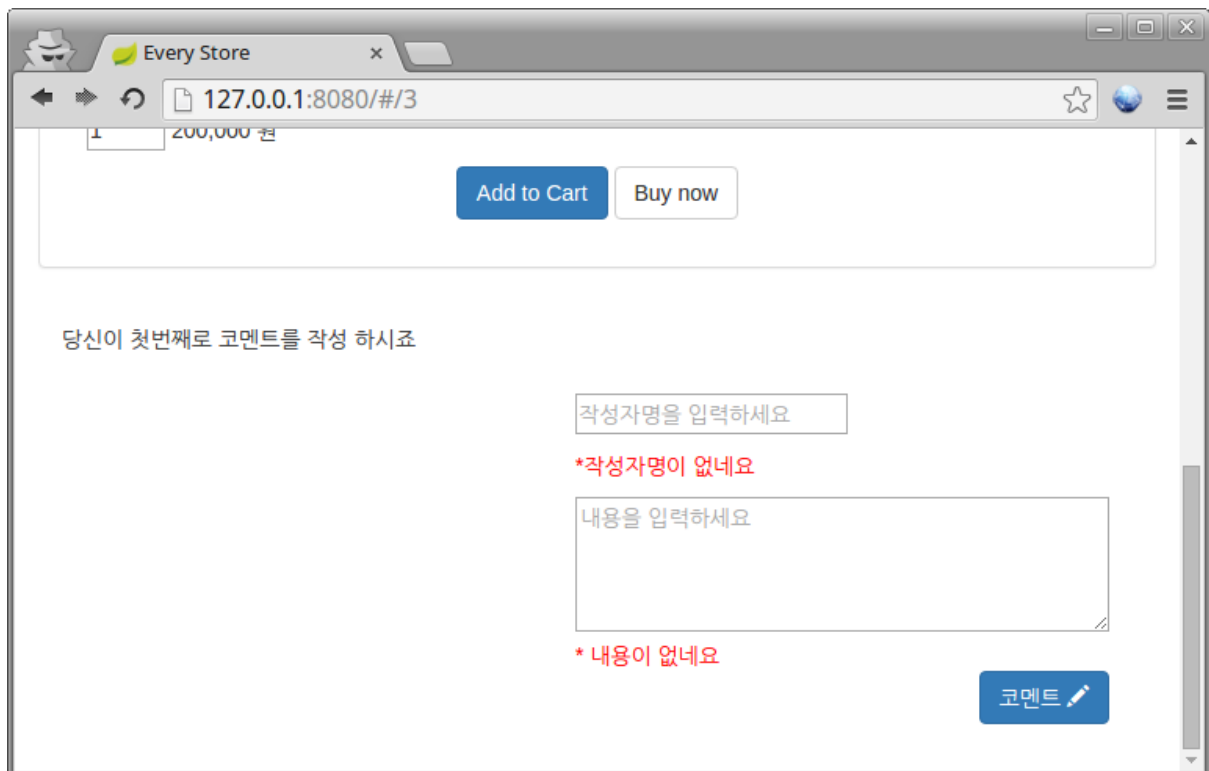 Every Store
127.0.0.1:8080/#/3
1 200,000 원
Add to Cart Buy now
당신이 첫번째로 코멘트를 작성 하시죠
작성자명을 입력하세요
*작성자명이 없네요
내용을 입력하세요
* 내용이 없네요
코멘트